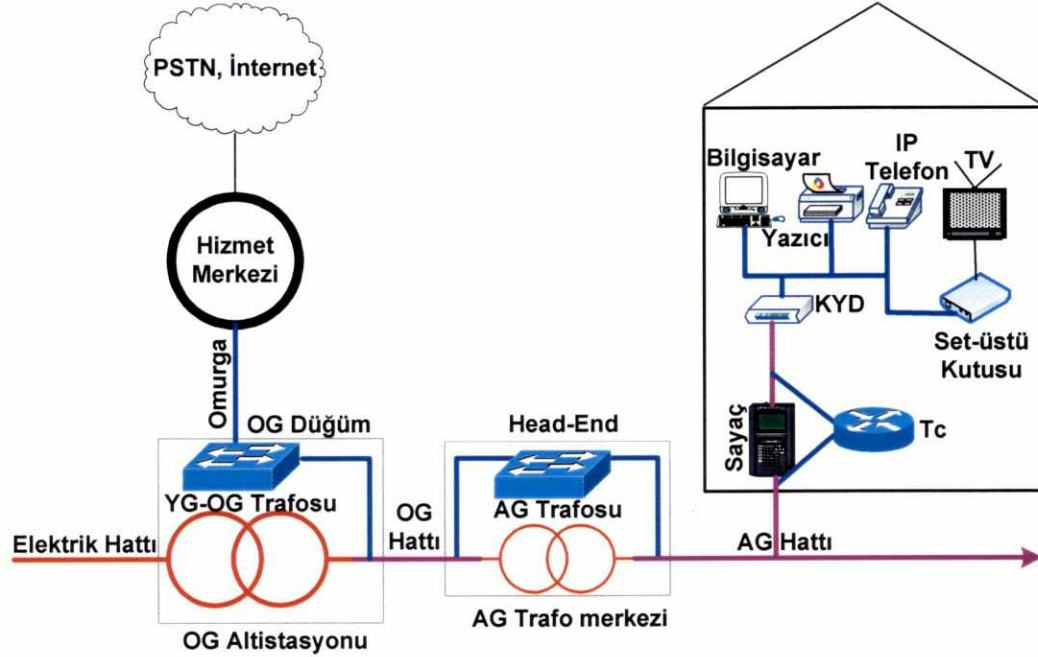 PSTN, İnternet
Hizmet
Merkezi
Omurga
OG Düğüm
YG-OG Trafosu
Elektrik Hattı
OG Altistasyonu
OG
Hattı
Head-End
AG Trafosu
AG Trafo merkezi
AG Hattı
Bilgisayar
Yazıcı
IP
Telefon
TV
KYD
Set-üstü
Kutusu
Sayaç
Tc